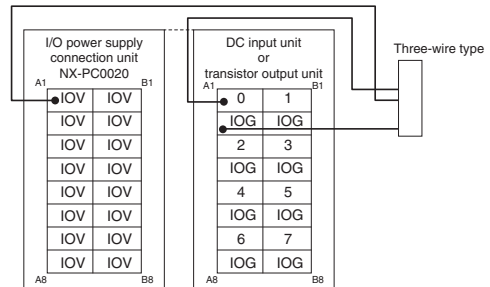 I/O power supply
connection unit
NX-PC0020
A1 B1
IOV IOV
IOV IOV
IOV IOV
IOV IOV
IOV IOV
IOV IOV
IOV IOV
IOV IOV
A8 B8
DC input unit
or
transistor output unit
A1 B1
0 1
IOG IOG
2 3
IOG IOG
4 5
IOG IOG
6 7
IOG IOG
A8 B8
Three-wire type